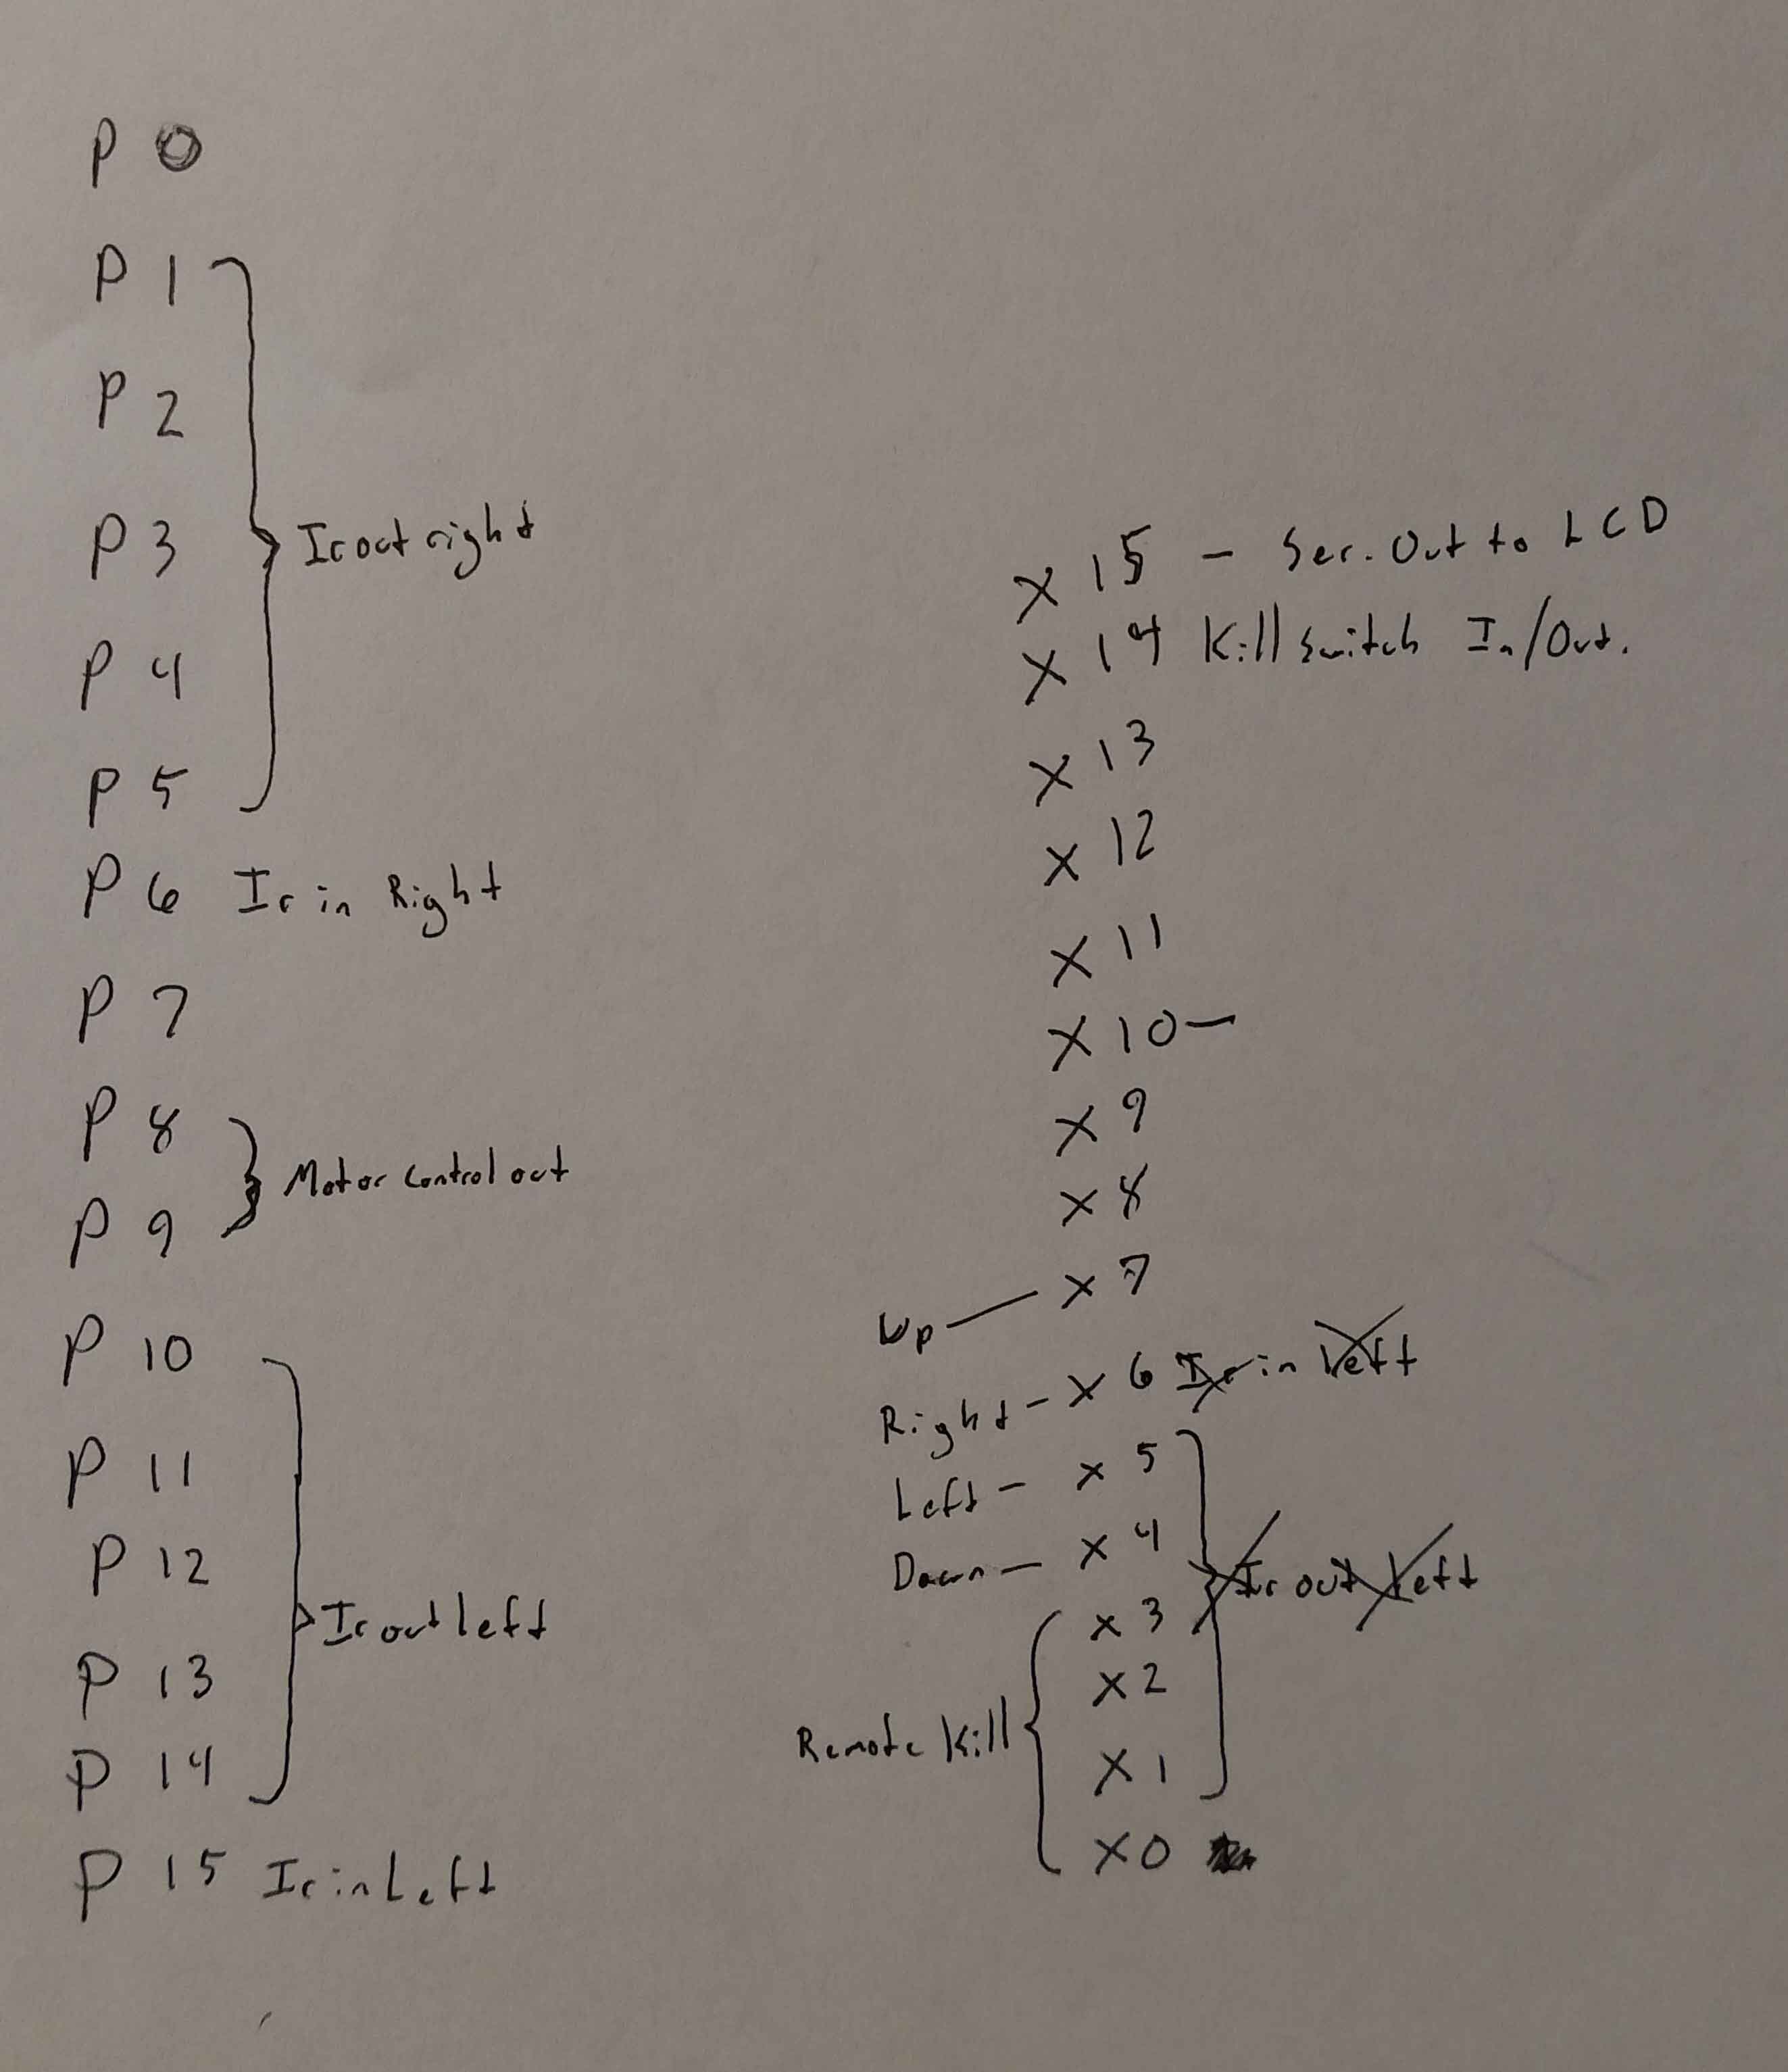 P 0
P 1
P 2
P 3 Ir out right
P 4
P 5
P 6 Ir in Right
P 7
P 8
Motor control out
P 9
P 10
P 11
P 12
Ir out left
P 13
P 14
P 15 Ir in Left
X 15 - Ser. Out to LCD
X 14 Kill Switch In/Out.
X 13
X 12
X 11
X 10 -
X 9
X 8
Up - X 7
Right - X 6 Ir in Left
Left - X 5
Down - X 4
Ir out Left
X 3
X 2
Remote Kill
X 1
X 0